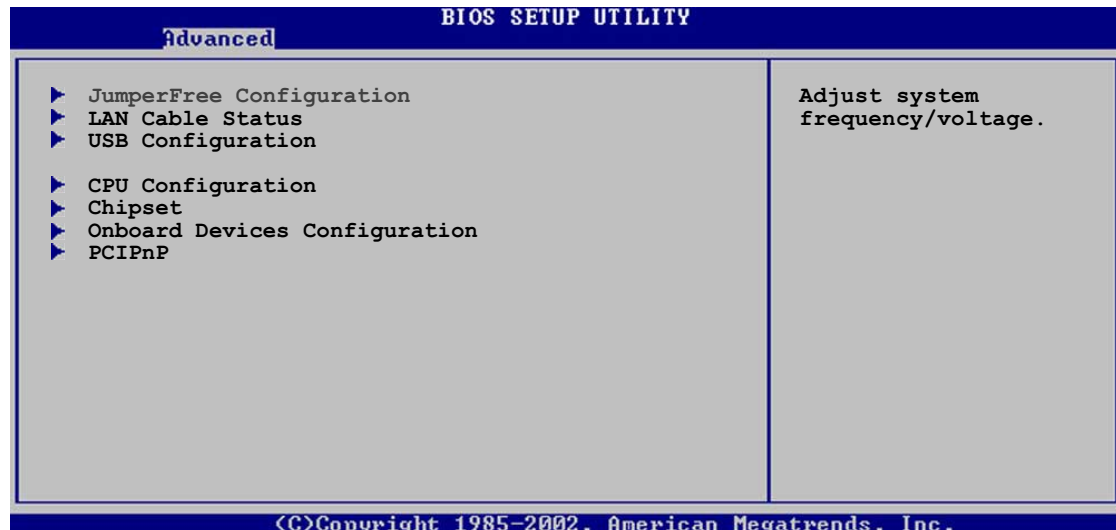 BIOS SETUP UTILITY
Advanced
JumperFree Configuration
LAN Cable Status
USB Configuration
CPU Configuration
Chipset
Onboard Devices Configuration
PCIPnP
Adjust system
frequency/voltage.
(C)Copyright 1985-2002, American Megatrends, Inc.